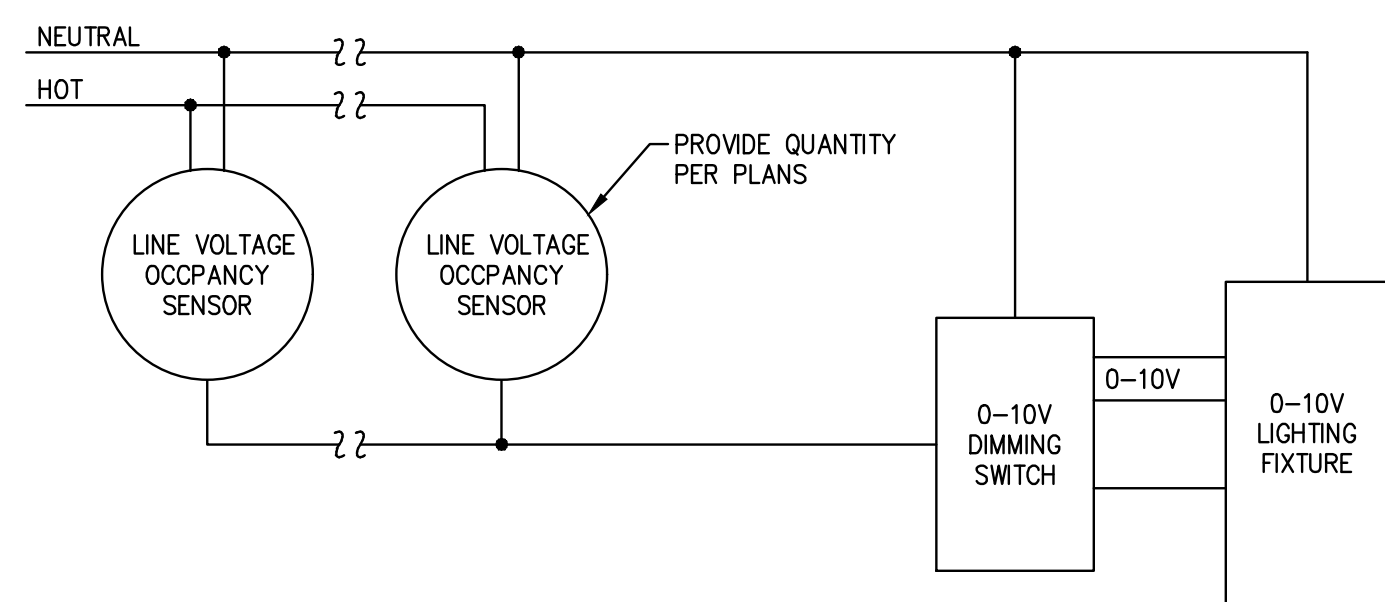 NEUTRAL
HOT
PROVIDE QUANTITY
PER PLANS
LINE VOLTAGE
OCCPANCY
SENSOR
LINE VOLTAGE
OCCPANCY
SENSOR
0-10V
0-10V
DIMMING
SWITCH
0-10V
LIGHTING
FIXTURE